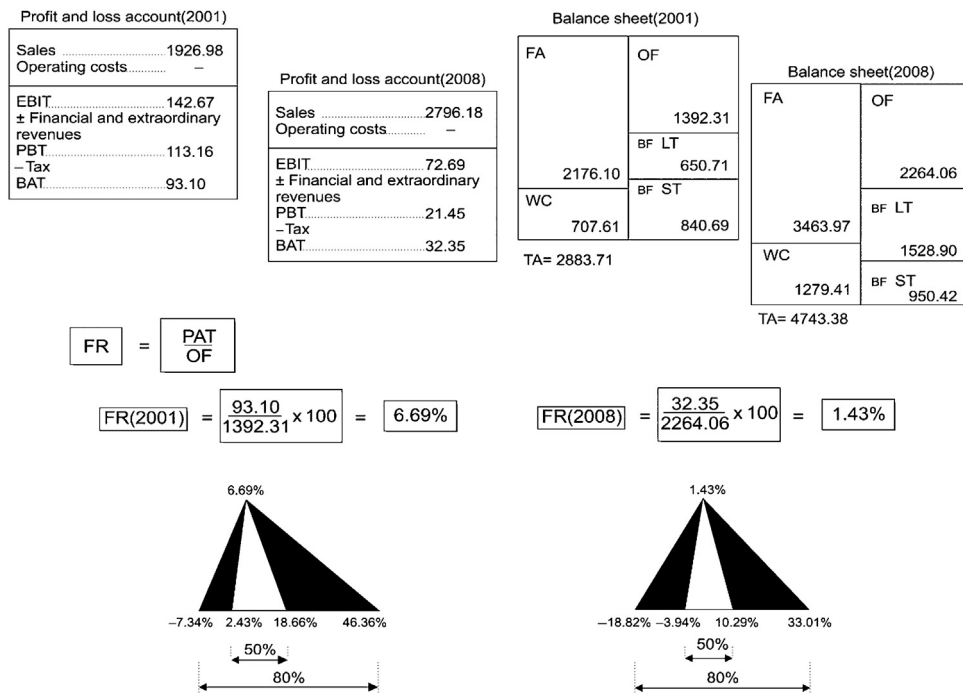 Profit and loss account(2001)
Sales ............ 1926.98
Operating costs............ –
EBIT............ 142.67
± Financial and extraordinary
revenues
PBT............ 113.16
–Tax
BAT............ 93.10
Profit and loss account(2008)
Sales ............ 2796.18
Operating costs............ –
EBIT............ 72.69
± Financial and extraordinary
revenues
PBT............ 21.45
–Tax
BAT............ 32.35
Balance sheet(2001)
FA
2176.10
WC
707.61
OF
1392.31
BF LT
650.71
BF ST
840.69
TA= 2883.71
Balance sheet(2008)
FA
3463.97
WC
1279.41
OF
2264.06
BF LT
1528.90
BF ST
950.42
TA= 4743.38
FR = PAT
OF
FR(2001) = 93.10
1392.31 x 100 = 6.69%
FR(2008) = 32.35
2264.06 x 100 = 1.43%
6.69%
–7.34% 2.43% 18.66% 46.36%
50%
80%
1.43%
–18.82% –3.94% 10.29% 33.01%
50%
80%